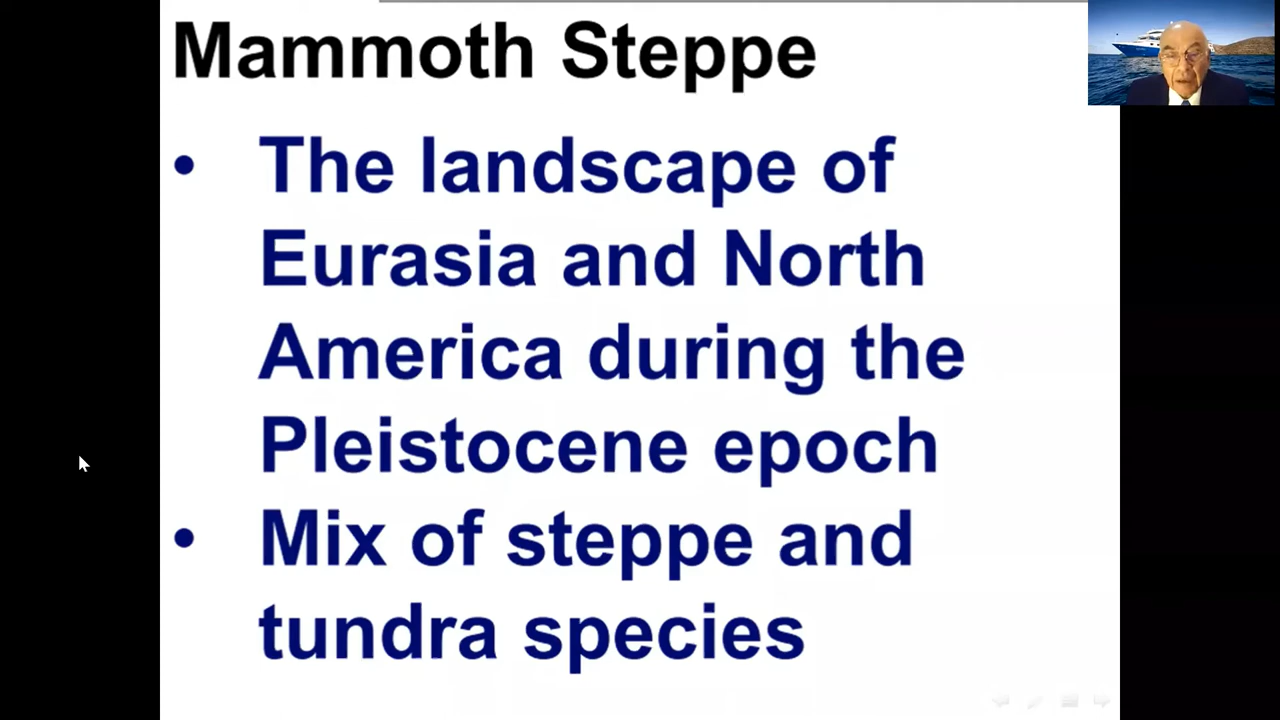 Mammoth Steppe
• The landscape of
Eurasia and North
America during the
Pleistocene epoch
• Mix of steppe and
tundra species